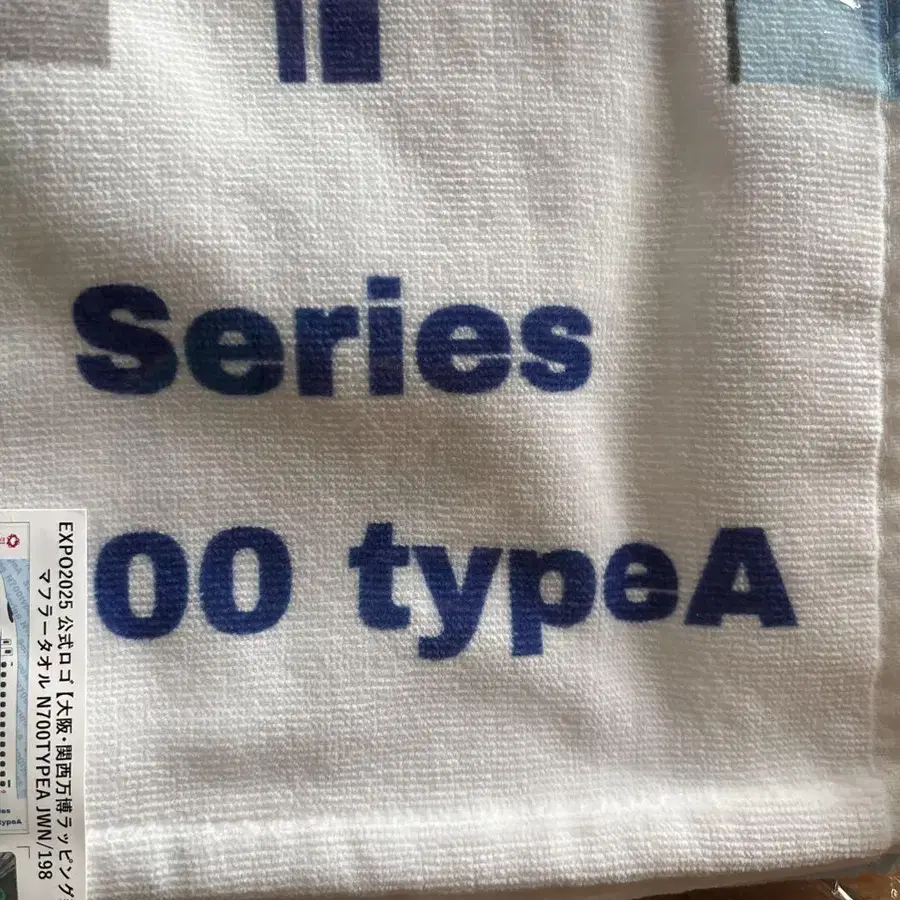 Series
00 typeA
EXPO2025 公式ロゴ【大阪・関西万博ラッピング
マフラータオル N700TYPEA JWN/198
typeA